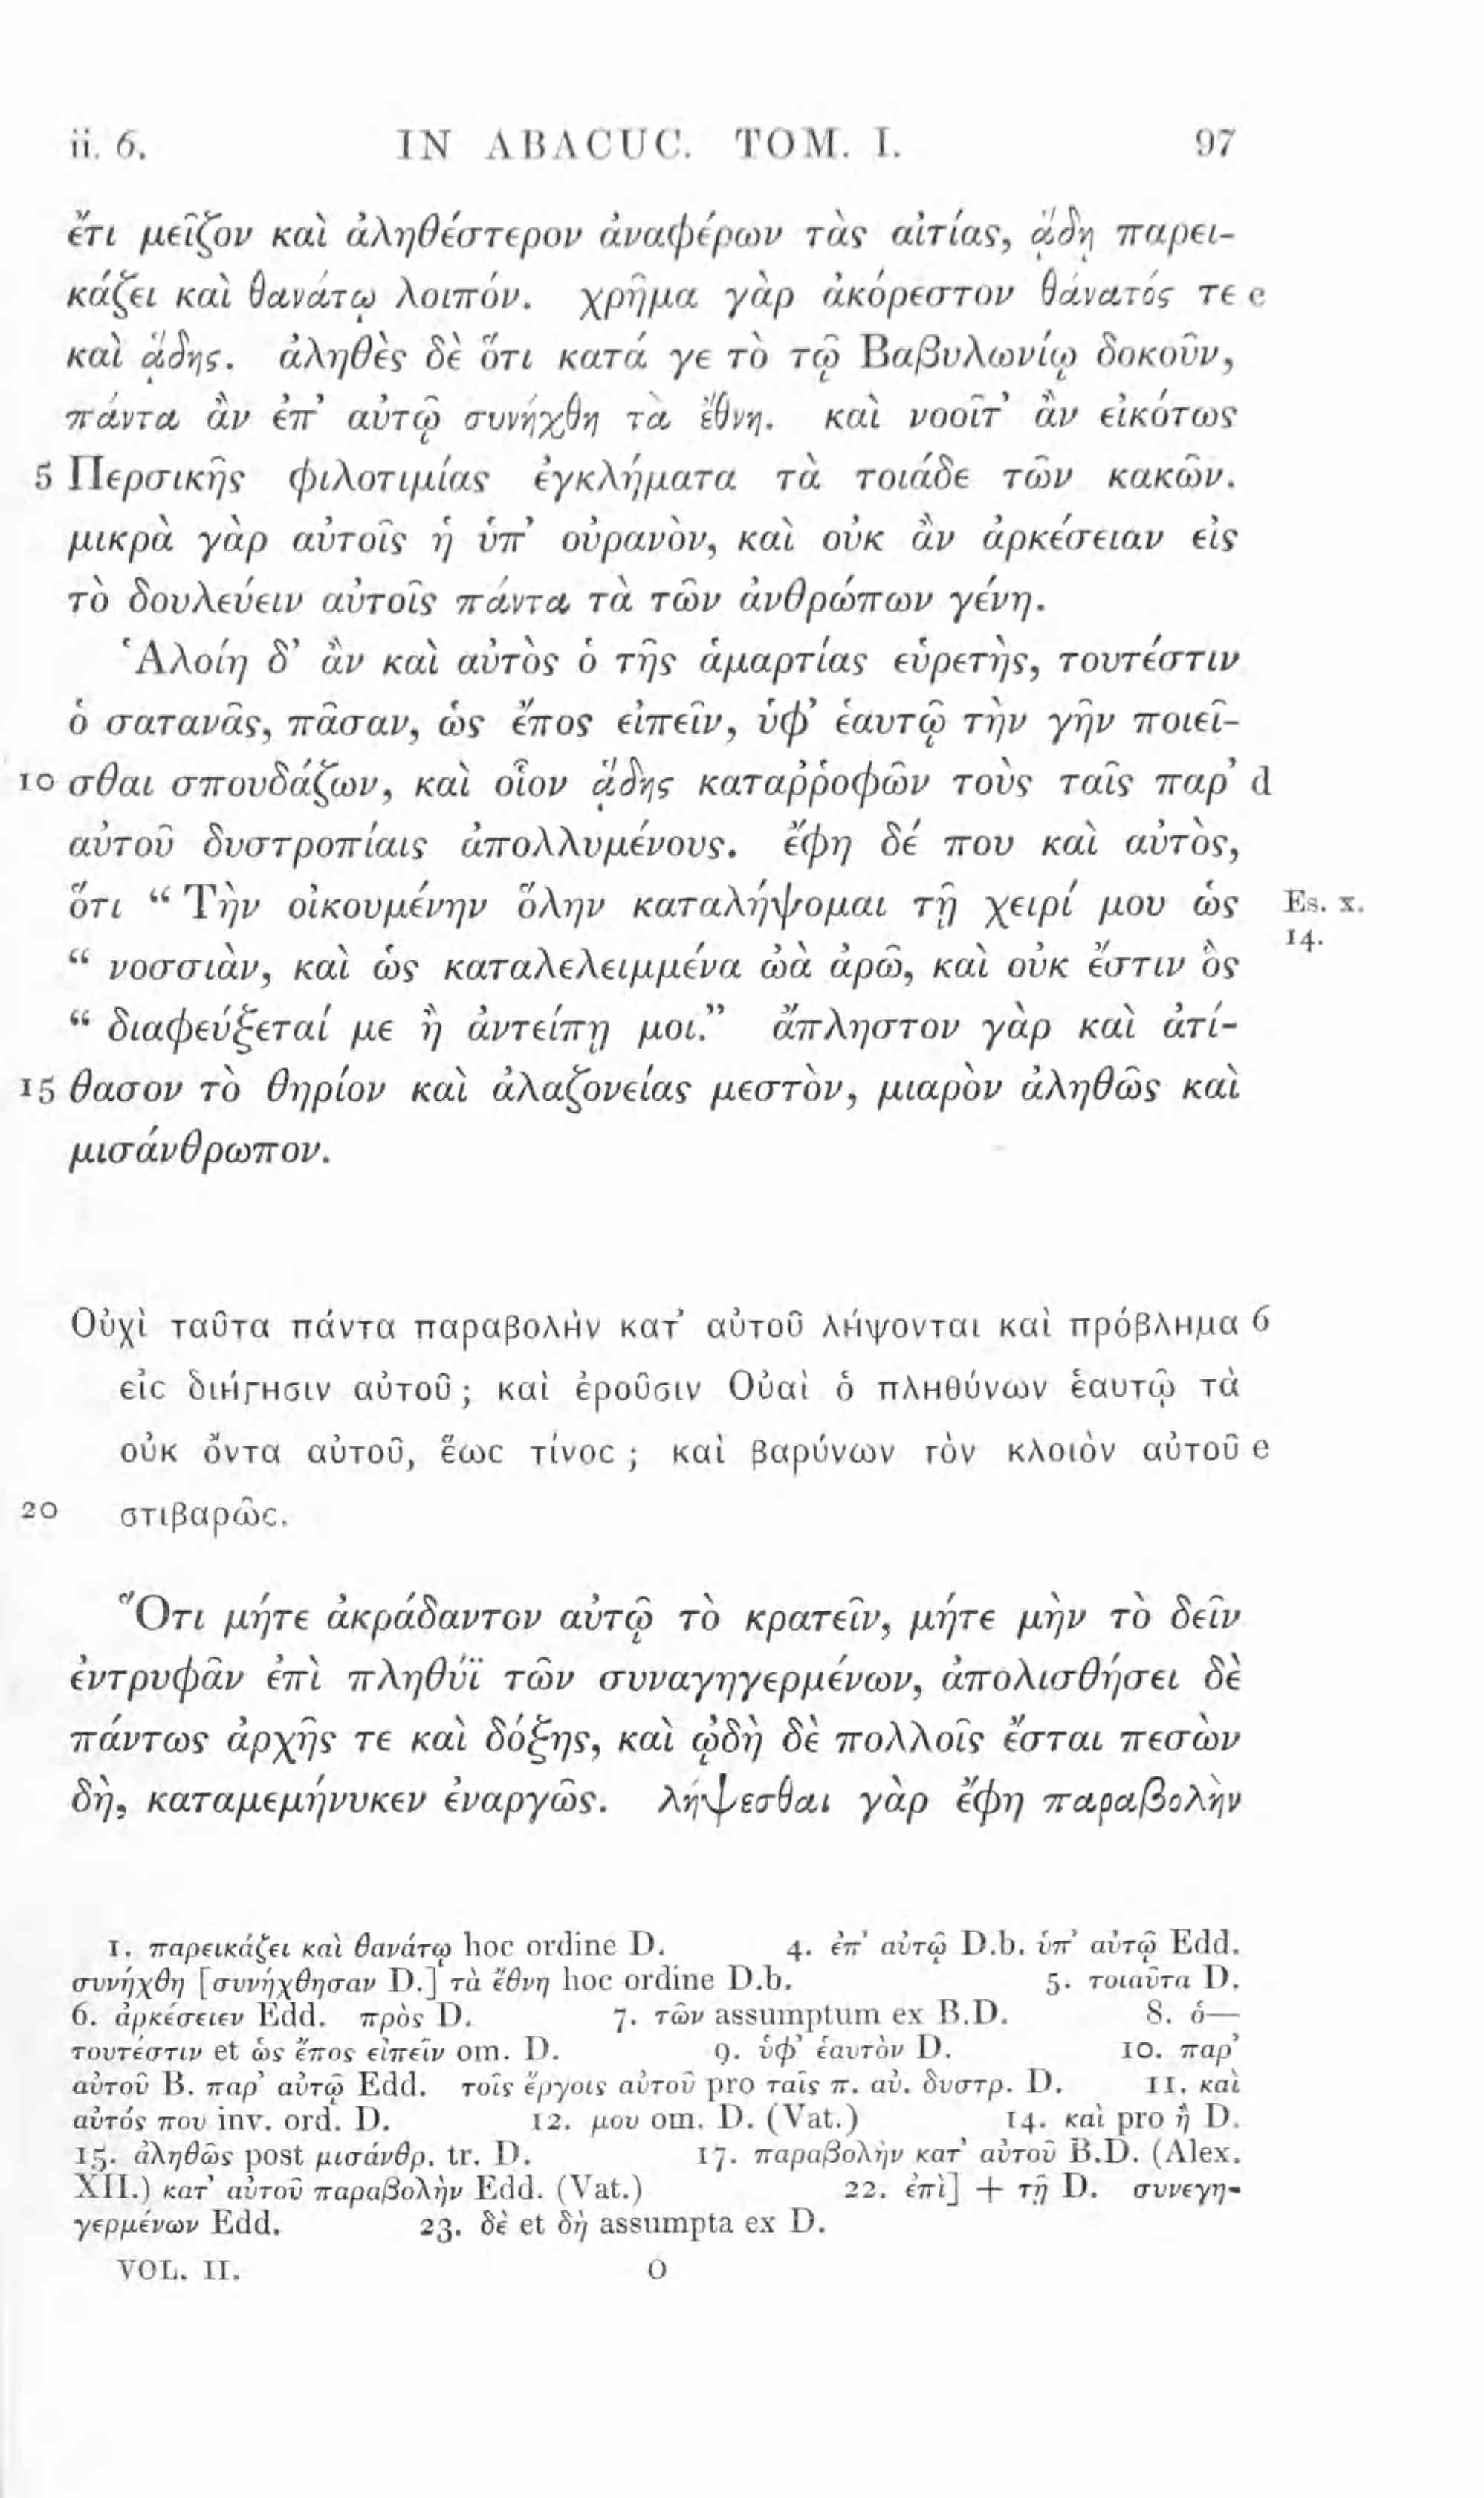 ii. 6. IN ABACUC. TOM. I. 97
ἔτι μεῖζον καὶ ἀληθέστερον ἀναφέρων τὰς αἰτίας, ᾅδῃ παρει-
κάζει καὶ θανάτῳ λοιπόν. χρῆμα γὰρ ἀκόρεστον θάνατός τε c
καὶ ᾅδης. ἀληθὲς δὲ ὅτι κατά γε τὸ τῷ Βαβυλωνίῳ δοκοῦν,
πάντα ἂν ἐπ’ αὐτῷ συνήχθη τὰ ἔθνη. καὶ νοοῖτ’ ἂν εἰκότως
5 Περσικῆς φιλοτιμίας ἐγκλήματα τὰ τοιάδε τῶν κακῶν.
μικρὰ γὰρ αὐτοῖς ἡ ὑπ’ οὐρανὸν, καὶ οὐκ ἂν ἀρκέσειαν εἰς
τὸ δουλεύειν αὐτοῖς πάντα τὰ τῶν ἀνθρώπων γένη.
Ἁλοίη δ’ ἂν καὶ αὐτὸς ὁ τῆς ἁμαρτίας εὑρετὴς, τουτέστιν
ὁ σατανᾶς, πᾶσαν, ὡς ἔπος εἰπεῖν, ὑφ’ ἑαυτῷ τὴν γῆν ποιεῖ-
10 σθαι σπουδάζων, καὶ οἷον ᾅδης καταῤῥοφῶν τοὺς ταῖς παρ’ d
αὐτοῦ δυστροπίαις ἀπολλυμένους. ἔφη δέ που καὶ αὐτὸς,
ὅτι “ Τὴν οἰκουμένην ὅλην καταλήψομαι τῇ χειρί μου ὡς Es. x.
“ νοσσιὰν, καὶ ὡς καταλελειμμένα ὠὰ ἀρῶ, καὶ οὐκ ἔστιν ὃς 14.
“ διαφεύξεταί με ἢ ἀντείπῃ μοι.” ἄπληστον γὰρ καὶ ἀτί-
15 θασον τὸ θηρίον καὶ ἀλαζονείας μεστὸν, μιαρὸν ἀληθῶς καὶ
μισάνθρωπον.
Οὐχὶ ταῦτα πάντα παραβολὴν κατ’ αὐτοῦ λήψονται καὶ πρόβλημα 6
εἰς διήγησιν αὐτοῦ ; καὶ ἐροῦσιν Οὐαὶ ὁ πληθύνων ἑαυτῷ τὰ
οὐκ ὄντα αὐτοῦ, ἕως τίνος ; καὶ βαρύνων τὸν κλοιὸν αὐτοῦ e
20 στιβαρῶς.
Ὅτι μήτε ἀκράδαντον αὐτῷ τὸ κρατεῖν, μήτε μὴν τὸ δεῖν
ἐντρυφᾶν ἐπὶ πληθύϊ τῶν συναγηγερμένων, ἀπολισθήσει δὲ
πάντως ἀρχῆς τε καὶ δόξης, καὶ ᾠδὴ δὲ πολλοῖς ἔσται πεσὼν
δὴ, καταμεμήνυκεν ἐναργῶς. λήψεσθαι γὰρ ἔφη παραβολὴν
1. παρεικάζει καὶ θανάτῳ hoc ordine D. 4. ἐπ’ αὐτῷ D.b. ὑπ’ αὐτῷ Edd.
συνήχθη [συνήχθησαν D.] τὰ ἔθνη hoc ordine D.b. 5. τοιαῦτα D.
6. ἀρκέσειεν Edd. πρὸς D. 7. τῶν assumptum ex B.D. 8. ὁ—
τουτέστιν et ὡς ἔπος εἰπεῖν om. D. 9. ὑφ’ ἑαυτὸν D. 10. παρ’
αὐτοῦ B. παρ’ αὐτῷ Edd. τοῖς ἔργοις αὐτοῦ pro ταῖς π. αὐ. δυστρ. D. 11. καὶ
αὐτός που inv. ord. D. 12. μου om. D. (Vat.) 14. καὶ pro ἢ D.
15. ἀληθῶς post μισάνθρ. tr. D. 17. παραβολὴν κατ’ αὐτοῦ B.D. (Alex.
XII.) κατ’ αὐτοῦ παραβολὴν Edd. (Vat.) 22. ἐπὶ] + τῇ D. συνεγη-
γερμένων Edd. 23. δὲ et δὴ assumpta ex D.
VOL. II. O